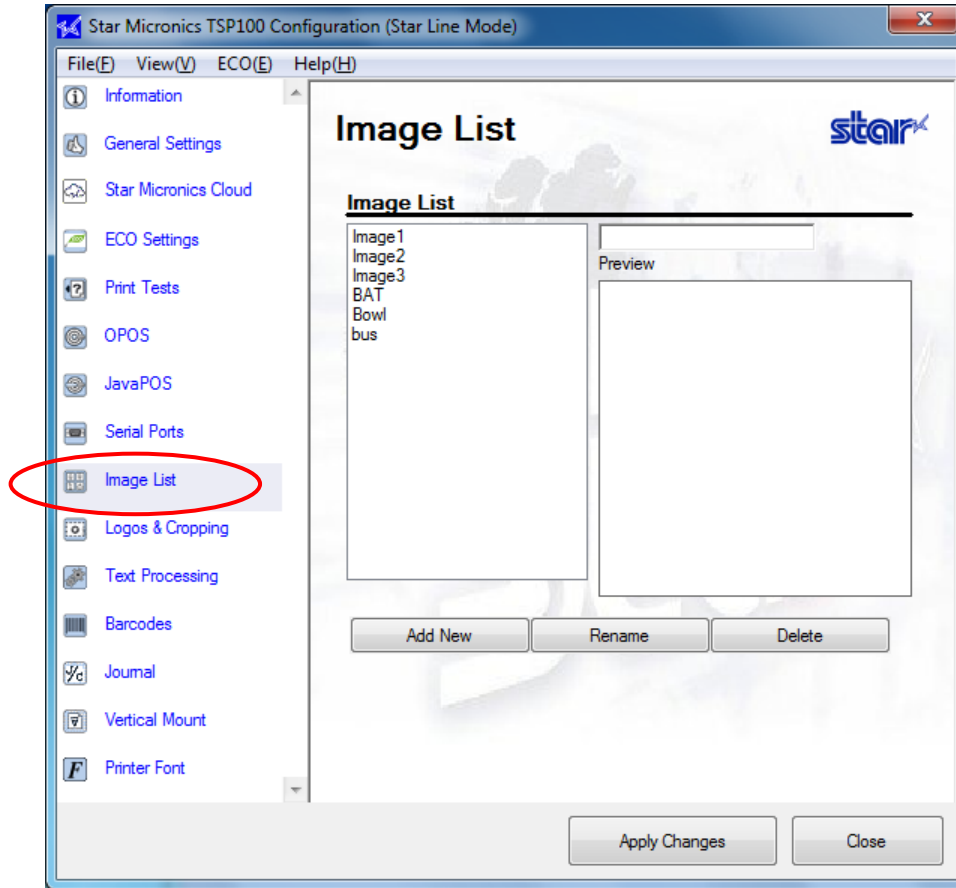 Star Micronics TSP100 Configuration (Star Line Mode)
File(F) View(V) ECO(E) Help(H)
Information
General Settings
Star Micronics Cloud
ECO Settings
Print Tests
OPOS
JavaPOS
Serial Ports
Image List
Logos & Cropping
Text Processing
Barcodes
Journal
Vertical Mount
Printer Font
Image List
star
Image List
Image1
Image2
Image3
BAT
Bowl
bus
Preview
Add New
Rename
Delete
Apply Changes
Close